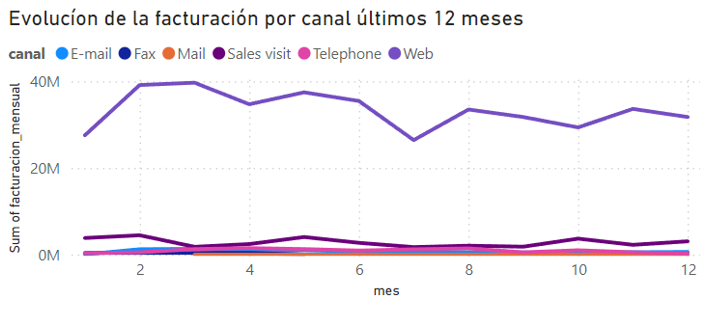 Evolucíon de la facturación por canal últimos 12 meses
canal E-mail Fax Mail Sales visit Telephone Web
40M
20M
0M
Sum of facturacion_mensual
2 4 6 8 10 12
mes